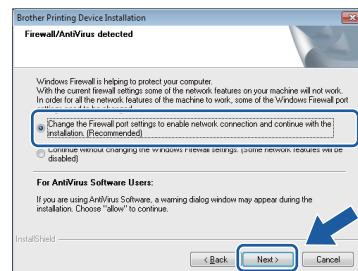 Brother Printing Device Installation
Firewall/AntiVirus detected
Windows Firewall is helping to protect your computer.
With the current firewall settings some of the network features on your machine will not work.
In order for all the network features of the machine to work, some of the Windows Firewall port
settings need to be changed.
Change the Firewall port settings to enable network connection and continue with the
installation. (Recommended)
Continue without changing the Windows Firewall settings. (Some network features will be
disabled)
For AntiVirus Software Users:
If you are using AntiVirus Software, a warning dialog window may appear during the
installation. Choose "allow" to continue.
InstallShield
< Back
Next >
Cancel